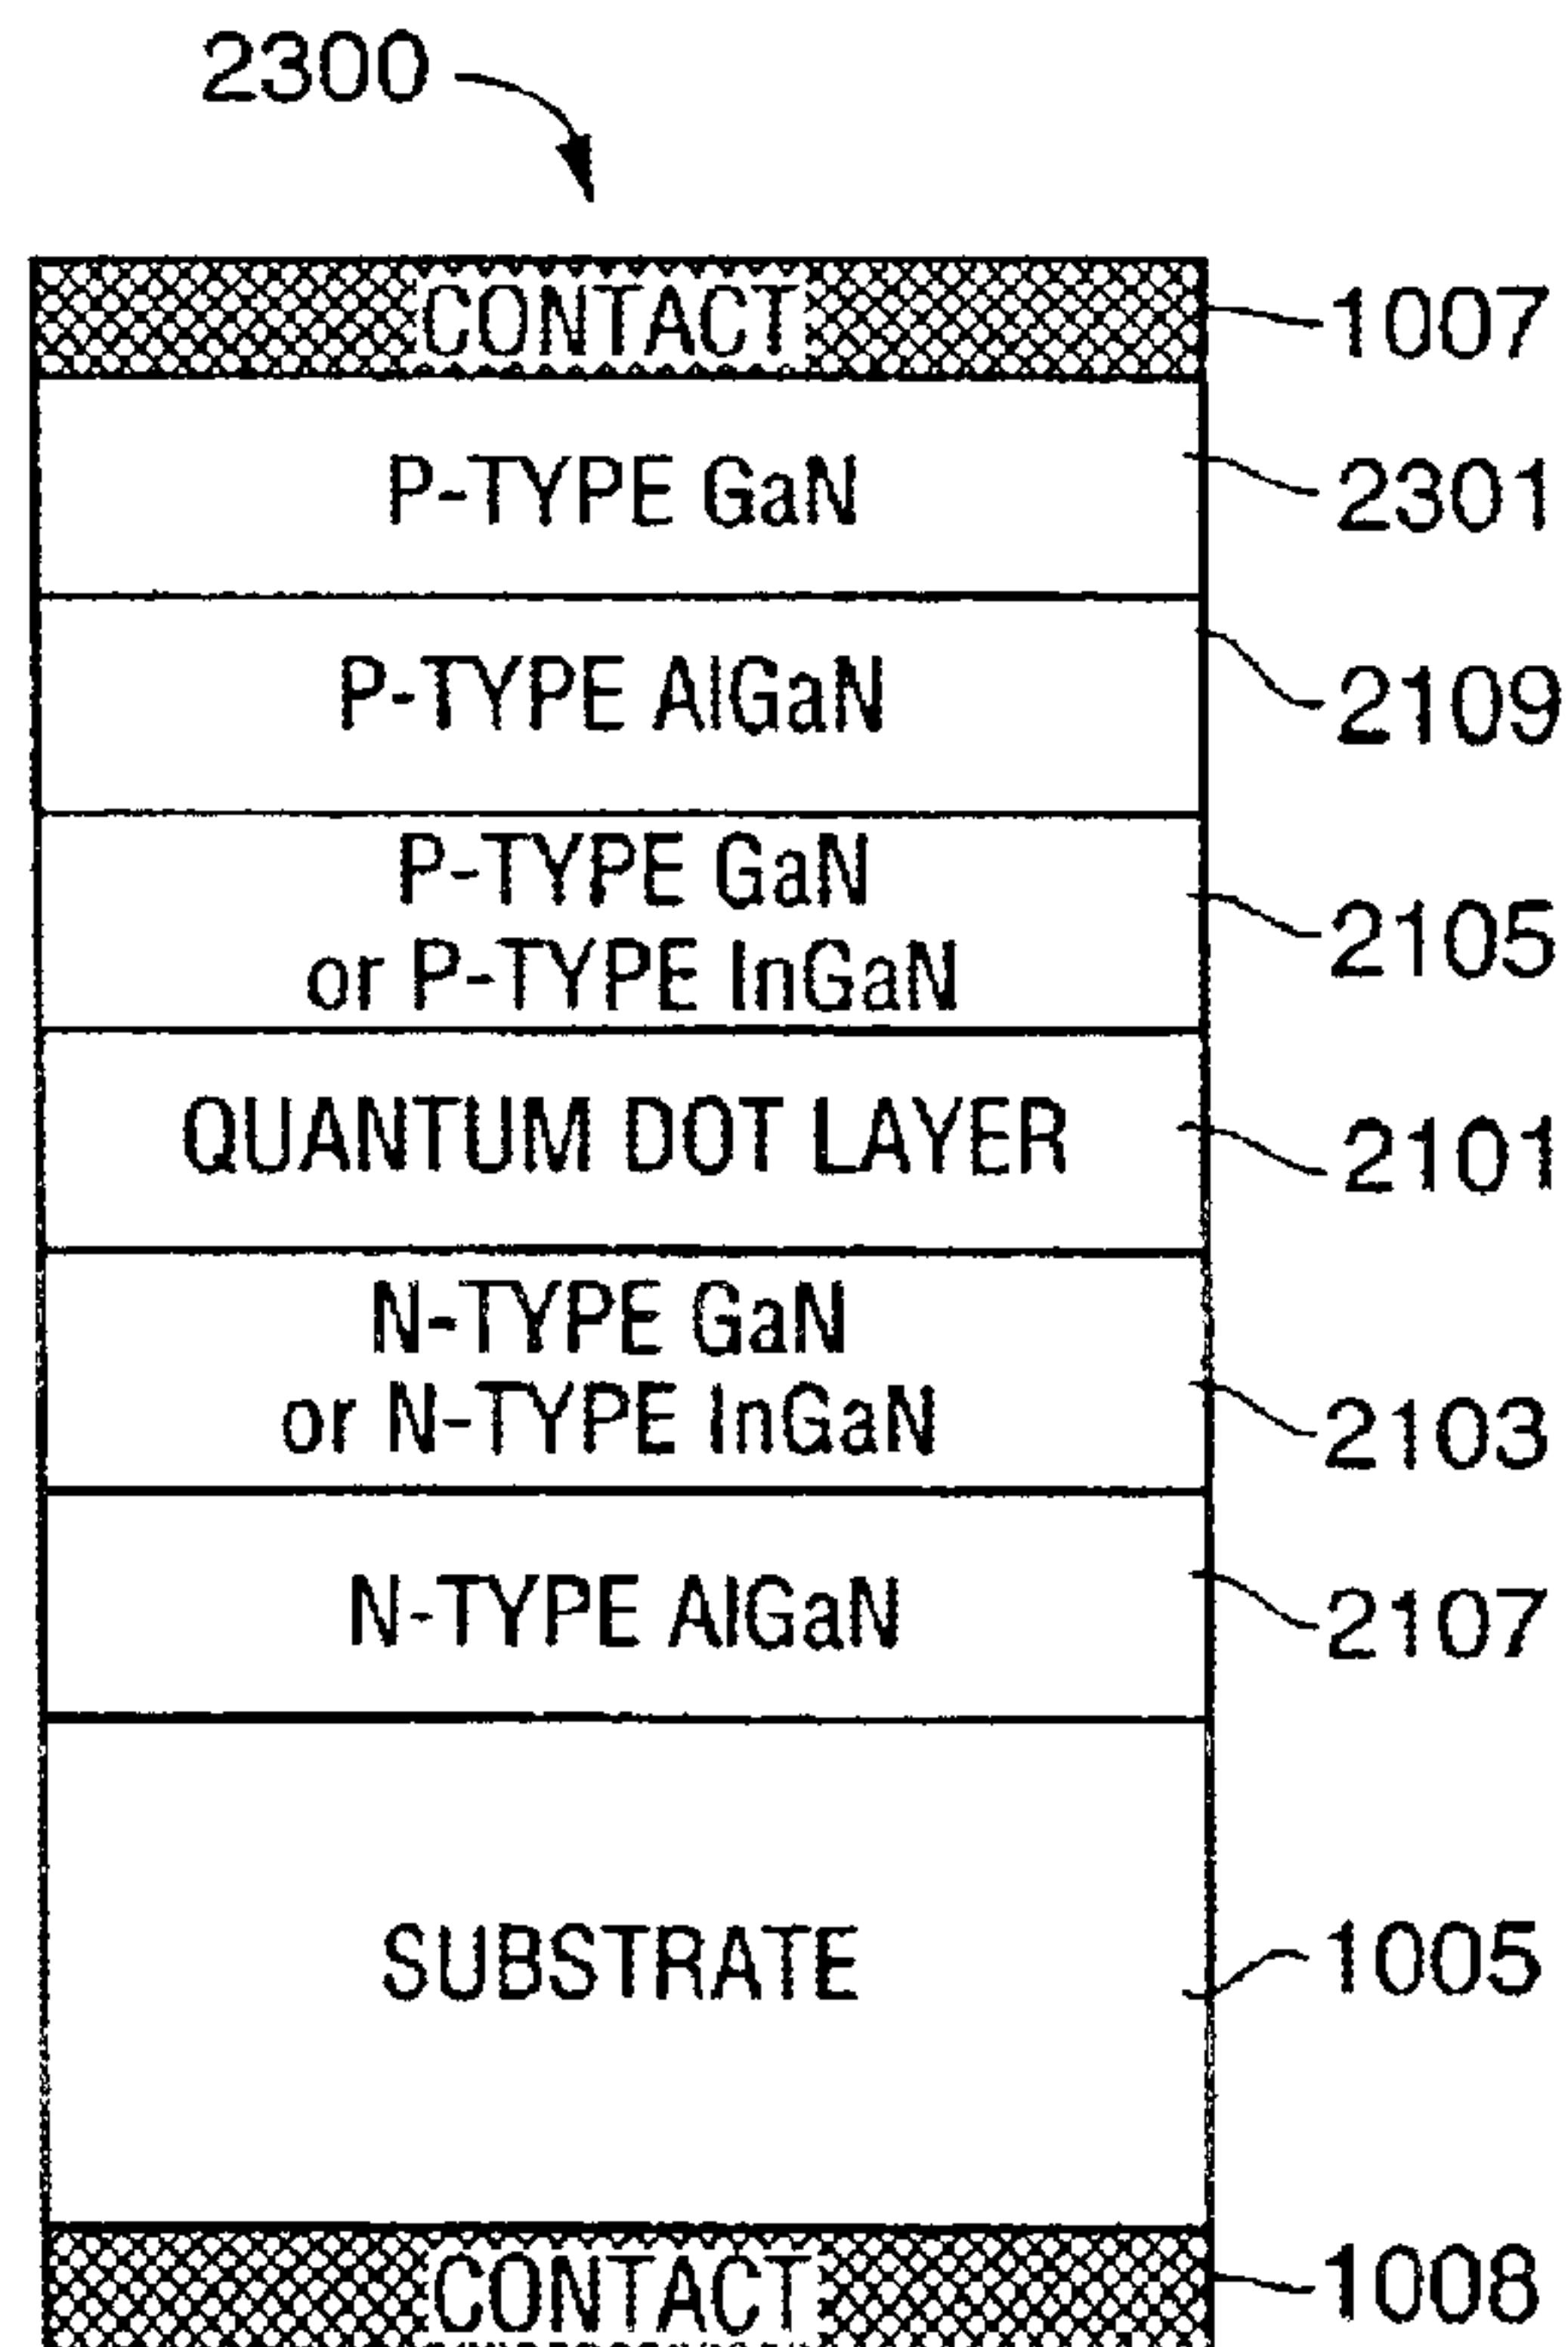 2300
CONTACT 1007
P-TYPE GaN 2301
P-TYPE AlGaN 2109
P-TYPE GaN
or P-TYPE InGaN 2105
QUANTUM DOT LAYER 2101
N-TYPE GaN
or N-TYPE InGaN 2103
N-TYPE AlGaN 2107
SUBSTRATE 1005
CONTACT 1008